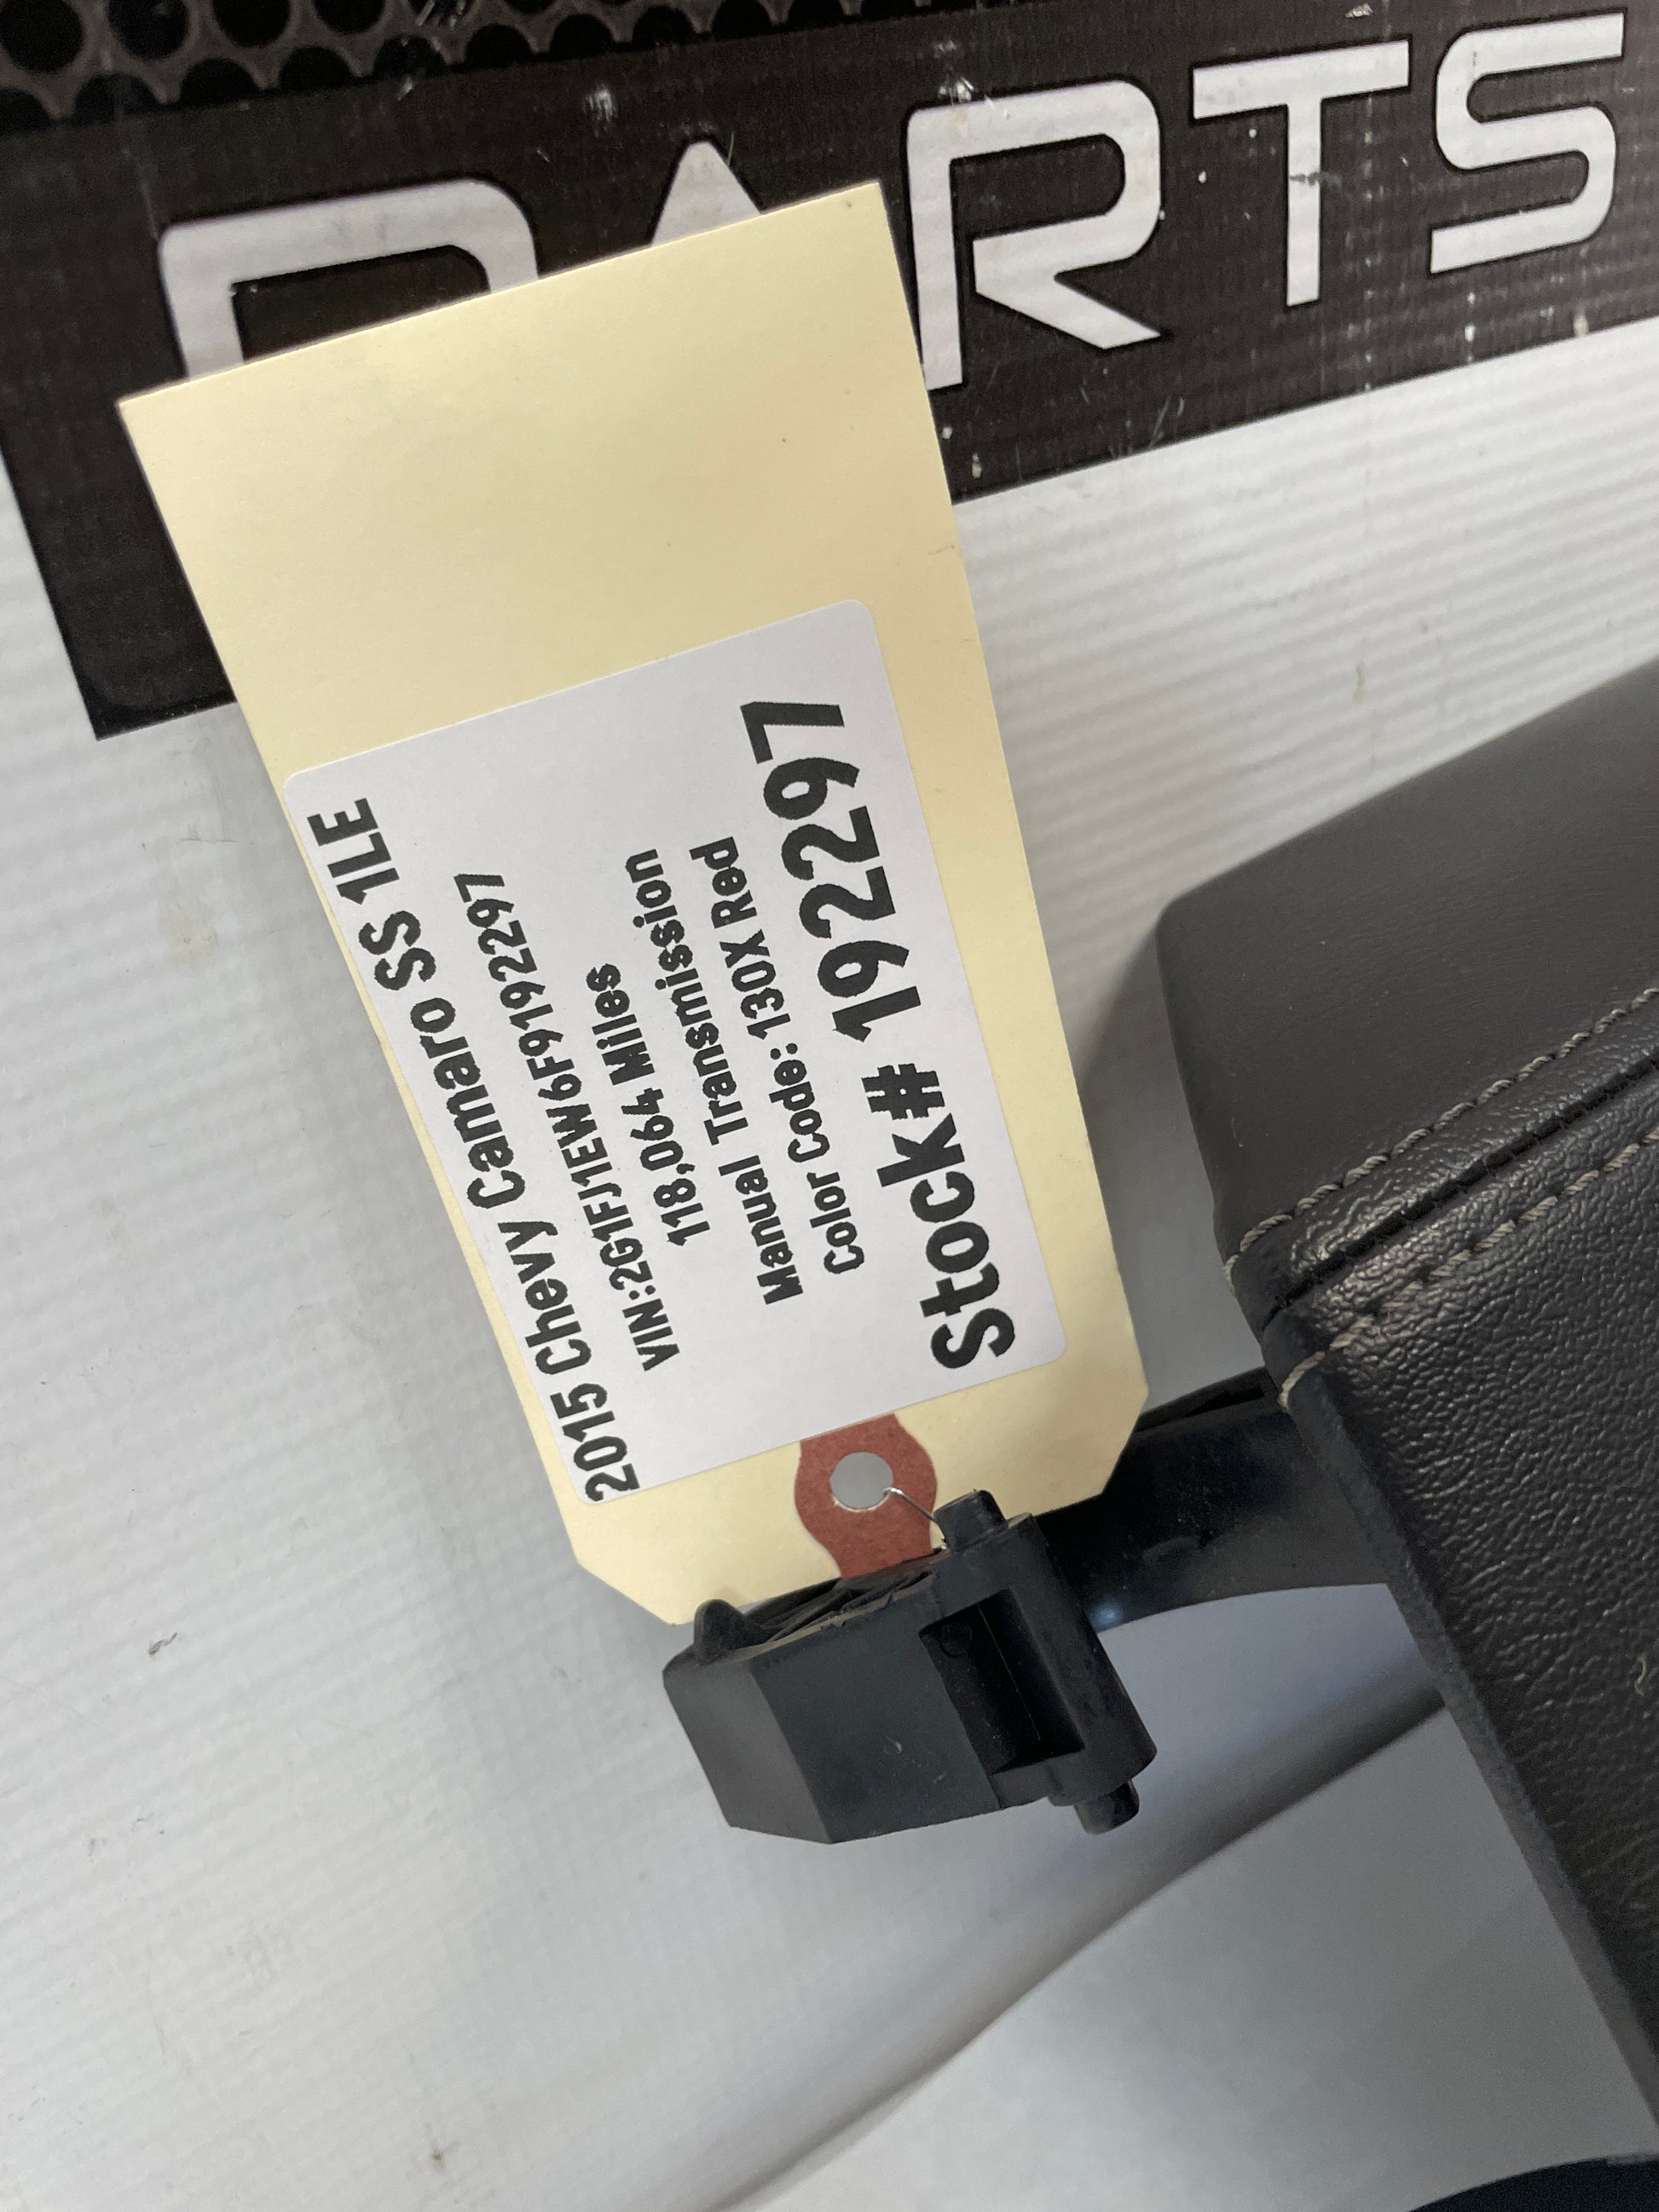 PARTS
2015 Chevy Camaro SS 1LE
VIN:2G1FJ1EW6F9192297
118,064 Miles
Manual Transmission
Color Code: 130X Red
Stock# 192297